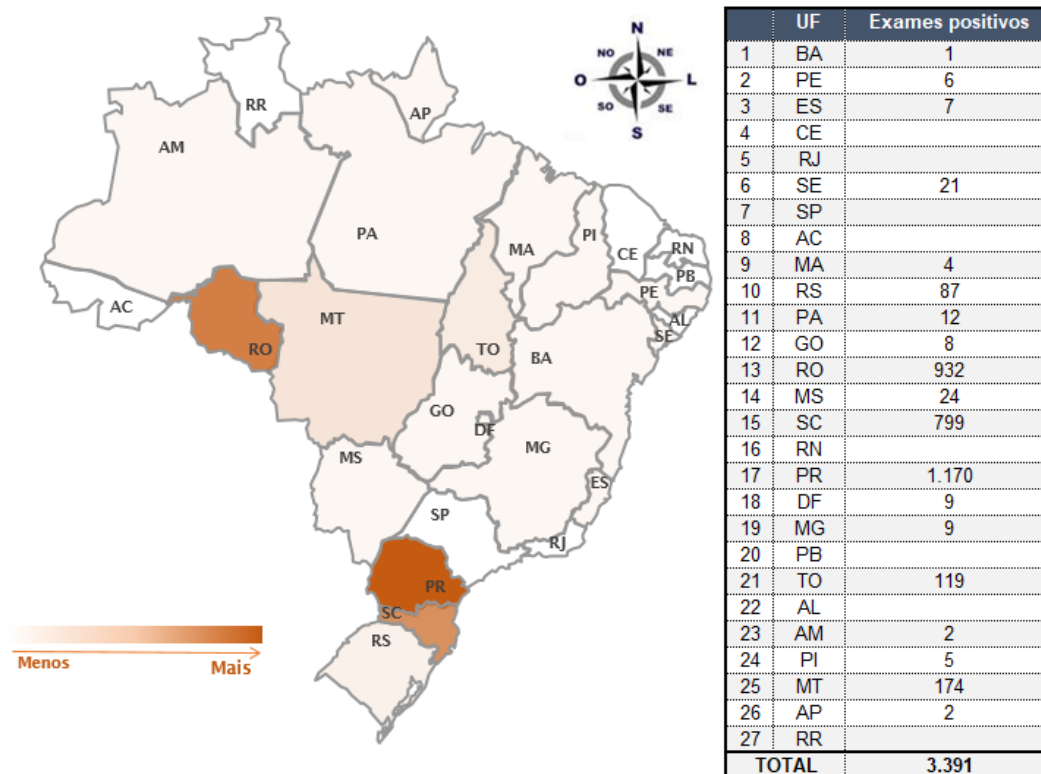 N
NO NE
O L
SO SE
S
RR
AP
AM
PA
MA
PI
CE
RN
PB
PE
AC
AL
SE
MT
RO
TO
BA
GO
DF
MG
MS
ES
SP
RJ
PR
SC
RS
Menos Mais
UF Exames positivos
1 BA 1
2 PE 6
3 ES 7
4 CE
5 RJ
6 SE 21
7 SP
8 AC
9 MA 4
10 RS 87
11 PA 12
12 GO 8
13 RO 932
14 MS 24
15 SC 799
16 RN
17 PR 1.170
18 DF 9
19 MG 9
20 PB
21 TO 119
22 AL
23 AM 2
24 PI 5
25 MT 174
26 AP 2
27 RR
TOTAL 3.391